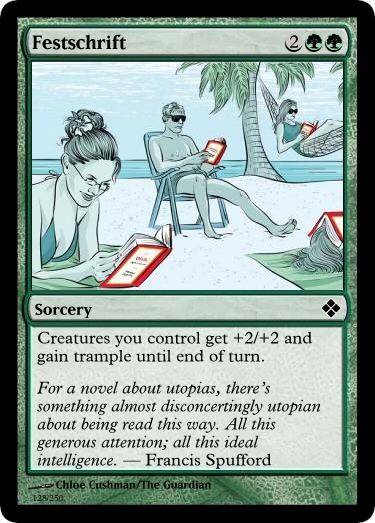 Festschrift 2
Sorcery
Creatures you control get +2/+2 and
gain trample until end of turn.
For a novel about utopias, there's
something almost disconcertingly utopian
about being read this way. All this
generous attention; all this ideal
intelligence. — Francis Spufford
Chloe Cushman/The Guardian
128/250